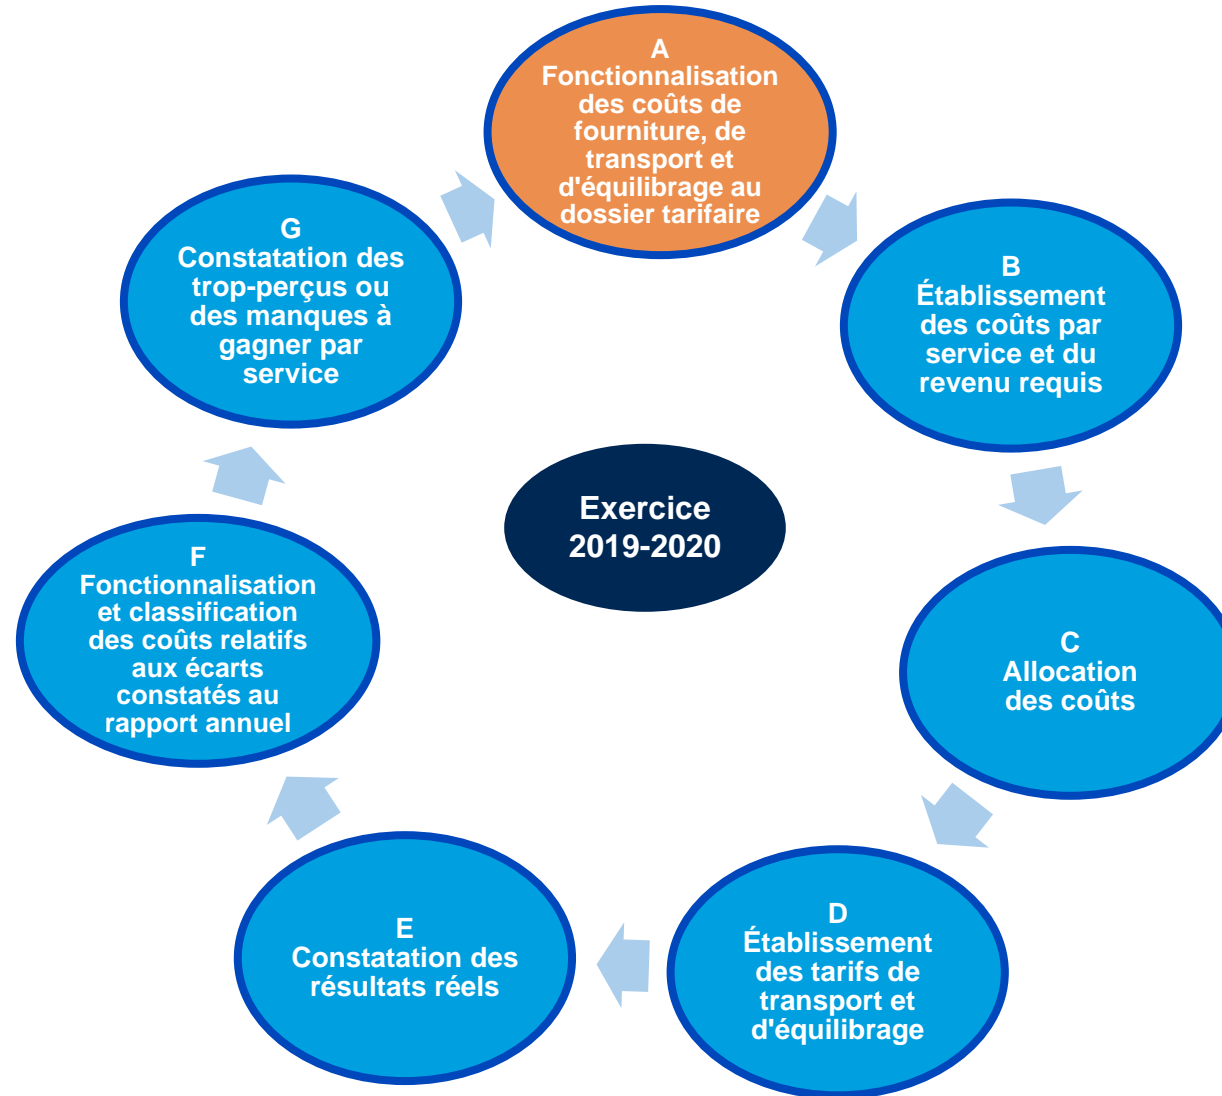 A
Fonctionnalisation
des coûts de
fourniture, de
transport et
d'équilibrage au
dossier tarifaire
B
Établissement
des coûts par
service et du
revenu requis
C
Allocation
des coûts
D
Établissement
des tarifs de
transport et
d'équilibrage
E
Constatation des
résultats réels
F
Fonctionnalisation
et classification
des coûts relatifs
aux écarts
constatés au
rapport annuel
G
Constatation des
trop-perçus ou
des manques à
gagner par
service
Exercice
2019-2020